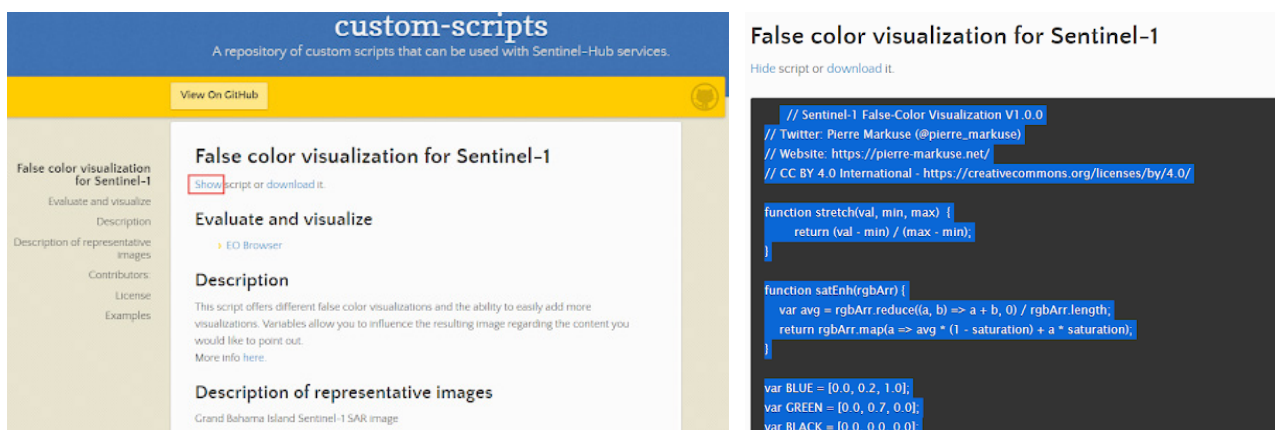 custom-scripts
A repository of custom scripts that can be used with Sentinel-Hub services.
View On GitHub
False color visualization
for Sentinel-1
Evaluate and visualize
Description
Description of representative
images
Contributors:
License
Examples
False color visualization for Sentinel-1
Show script or download it.
Evaluate and visualize
› EO Browser
Description
This script offers different false color visualizations and the ability to easily add more
visualizations. Variables allow you to influence the resulting image regarding the content you
would like to point out.
More info here.
Description of representative images
Grand Bahama Island Sentinel-1 SAR image
False color visualization for Sentinel-1
Hide script or download it.
// Sentinel-1 False-Color Visualization V1.0.0
// Twitter: Pierre Markuse (@pierre_markuse)
// Website: https://pierre-markuse.net/
// CC BY 4.0 International - https://creativecommons.org/licenses/by/4.0/
function stretch(val, min, max) {
return (val - min) / (max - min);
}
function satEnh(rgbArr) {
var avg = rgbArr.reduce((a, b) => a + b, 0) / rgbArr.length;
return rgbArr.map(a => avg * (1 - saturation) + a * saturation);
}
var BLUE = [0.0, 0.2, 1.0];
var GREEN = [0.0, 0.7, 0.0];
var BLACK = [0.0, 0.0, 0.0];